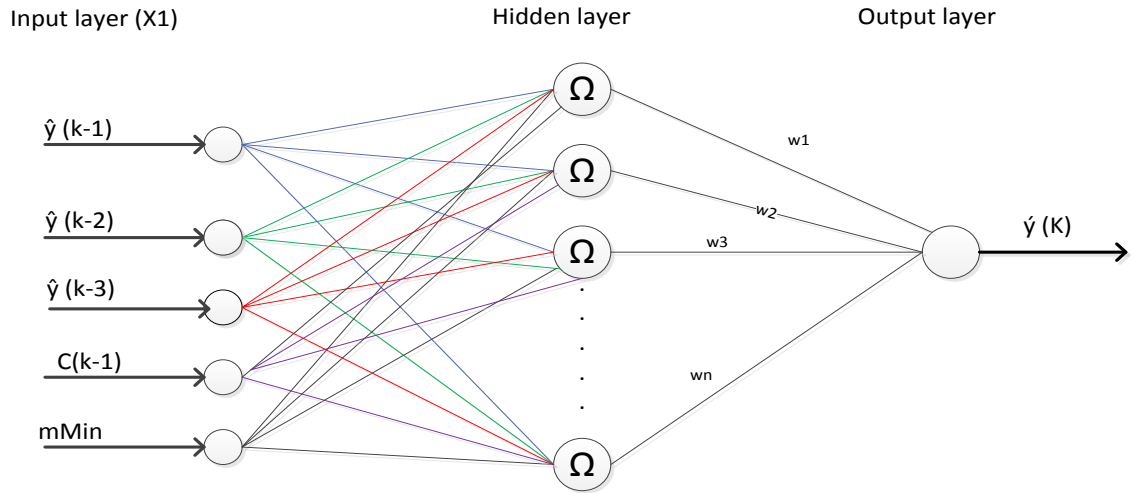 Input layer (X1)
Hidden layer
Output layer
ŷ (k-1)
ŷ (k-2)
ŷ (k-3)
C(k-1)
mMin
Ω
Ω
Ω
.
.
.
.
.
Ω
w1
w2
w3
wn
ý (K)